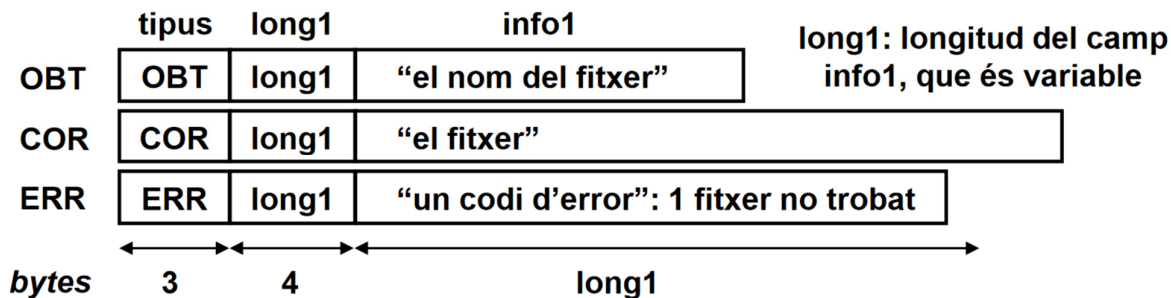 tipus long1 info1
long1: longitud del camp
info1, que és variable
OBT OBT long1 “el nom del fitxer”
COR COR long1 “el fitxer”
ERR ERR long1 “un codi d’error”: 1 fitxer no trobat
bytes 3 4 long1